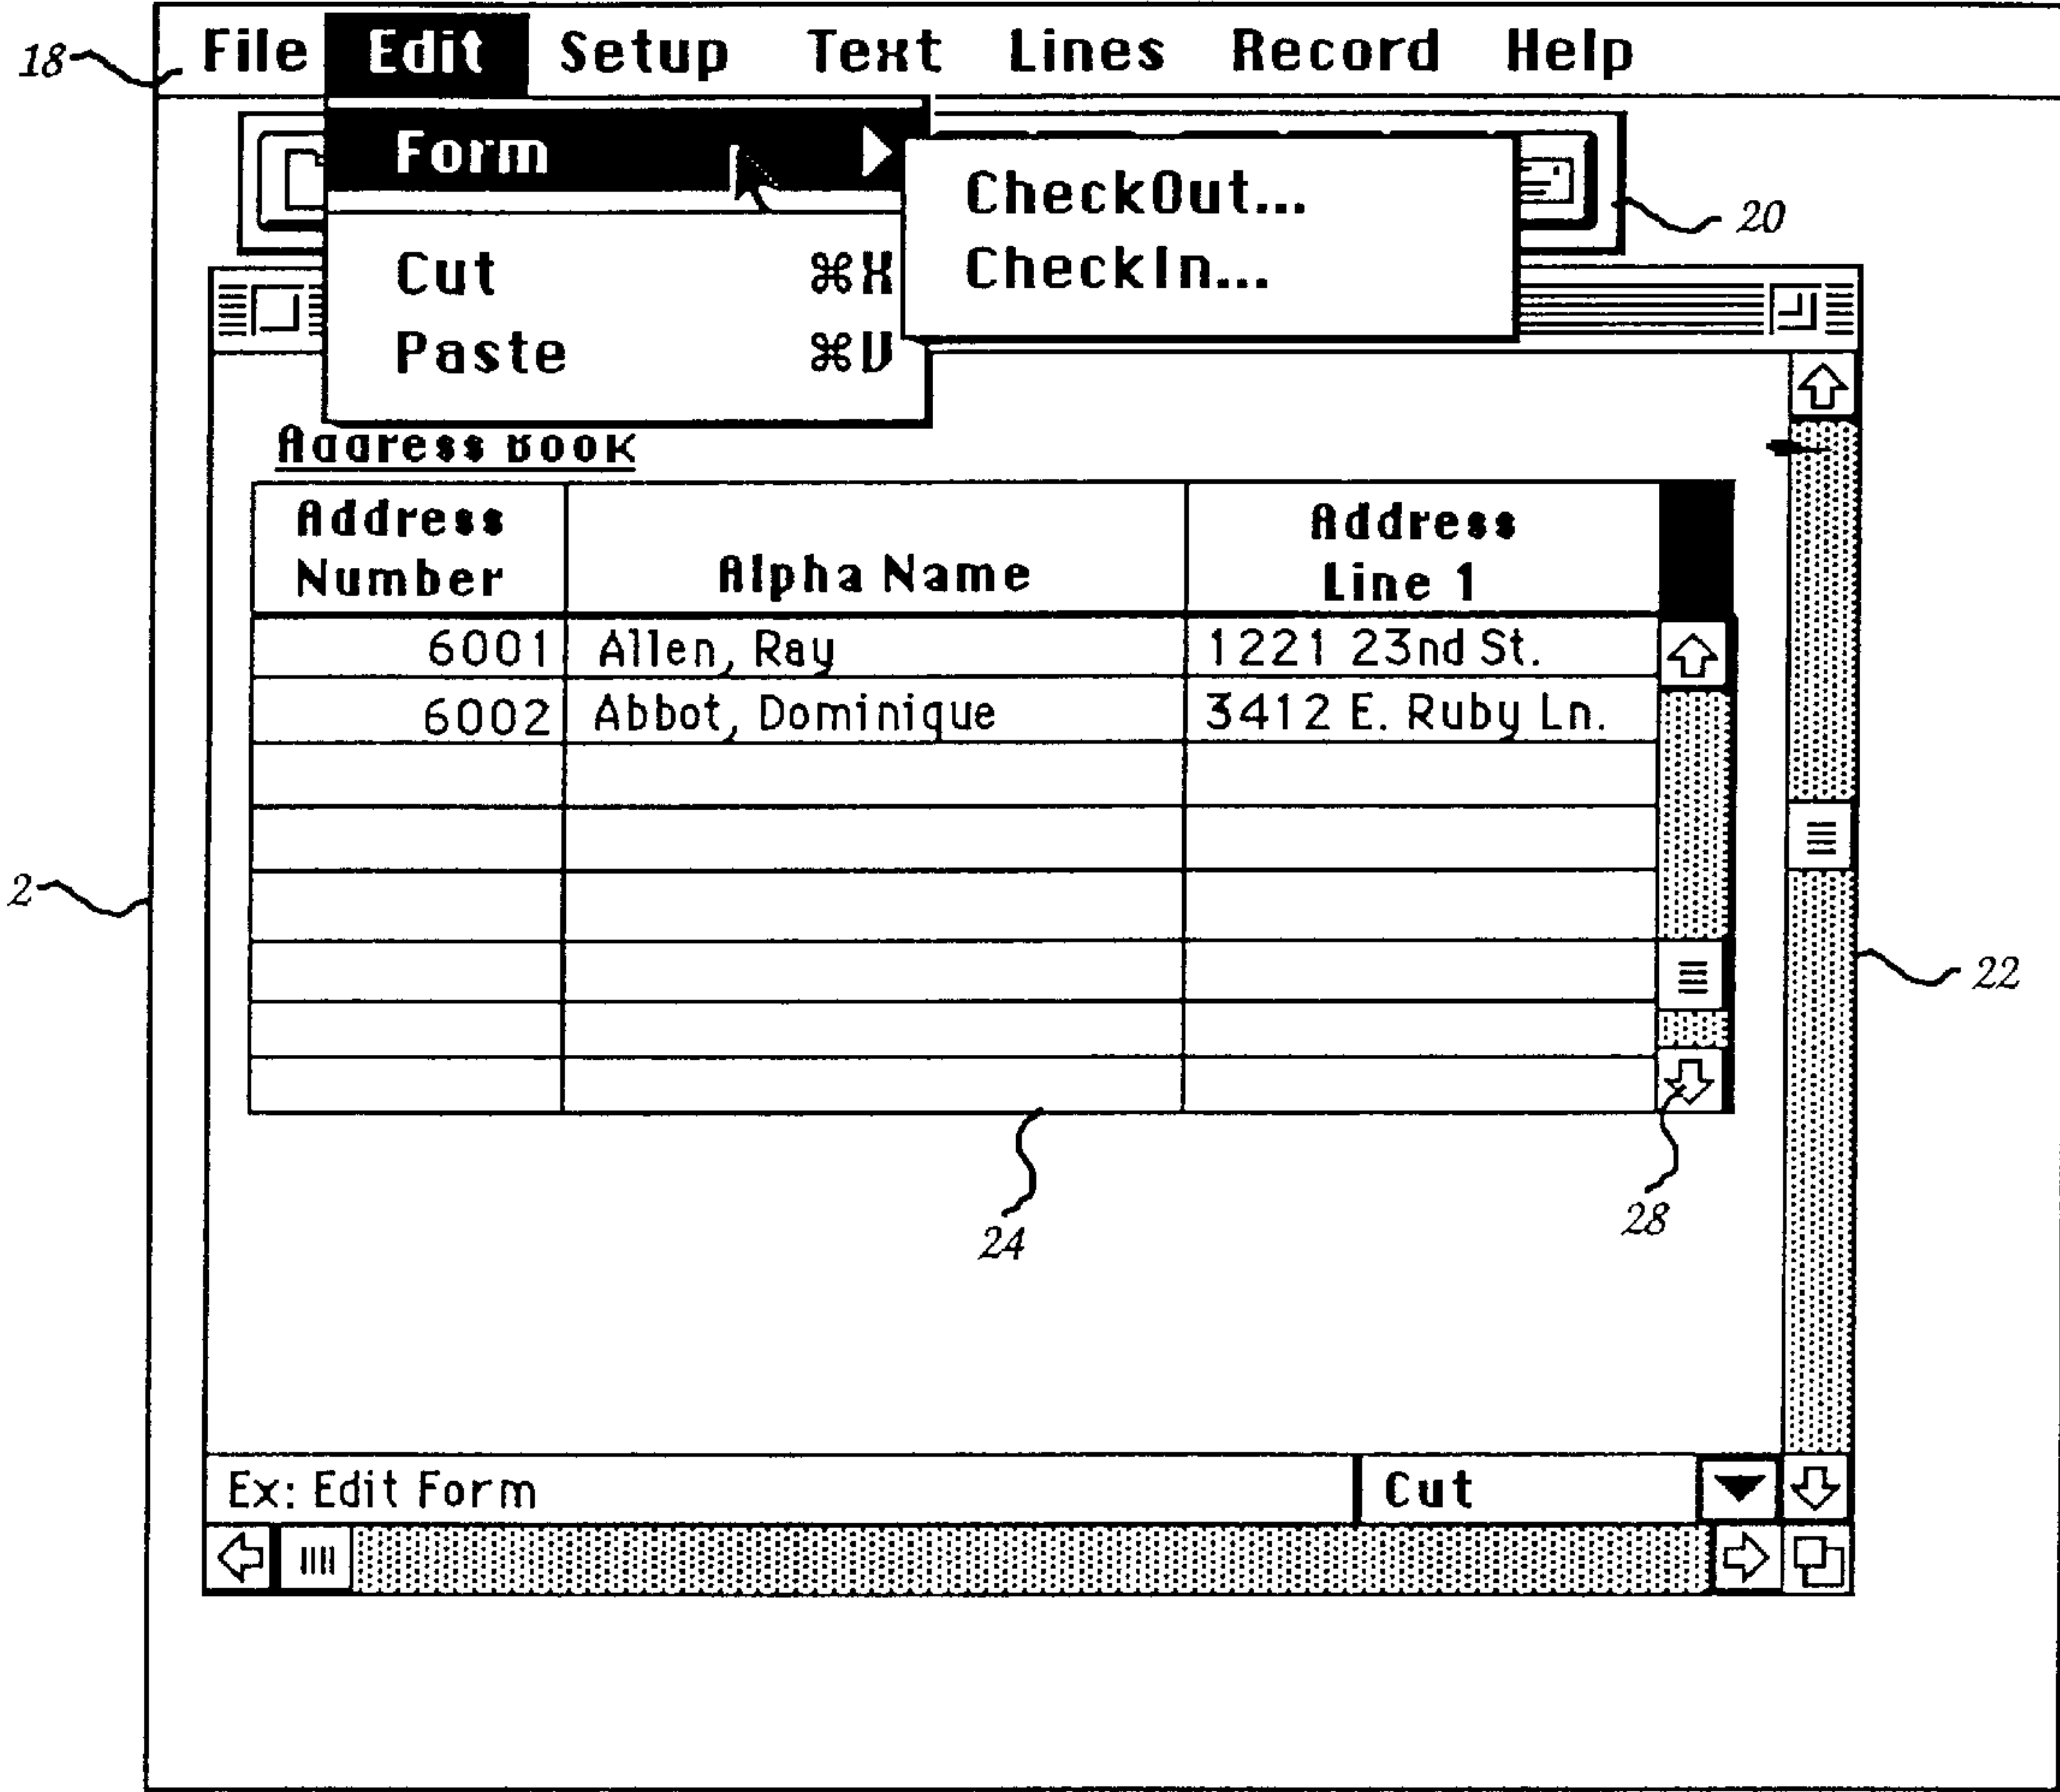 18
File Edit Setup Text Lines Record Help
Form
CheckOut...
20
Cut ⌘X
CheckIn...
Paste ⌘V
Address Book
Address Number
Alpha Name
Address Line 1
6001 Allen, Ray 1221 23nd St.
6002 Abbot, Dominique 3412 E. Ruby Ln.
2
22
24
28
Ex: Edit Form Cut